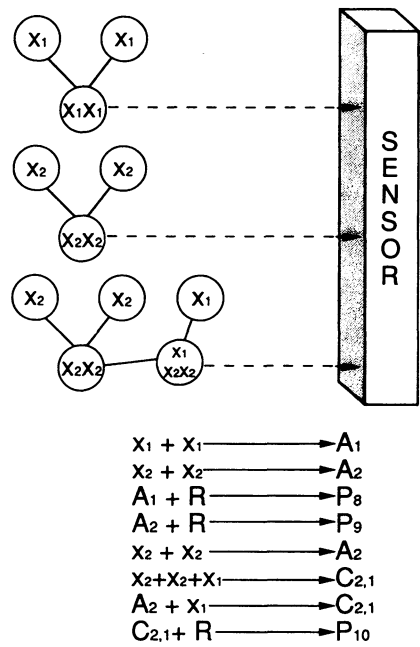 X₁ X₁
X₁X₁
X₂ X₂
X₂X₂
X₂ X₂ X₁
X₂X₂ X₁
X₂X₂
SENSOR
X₁ + X₁ → A₁
X₂ + X₂ → A₂
A₁ + R → P₈
A₂ + R → P₉
X₂ + X₂ → A₂
X₂+X₂+X₁ → C₂,₁
A₂ + X₁ → C₂,₁
C₂,₁+ R → P₁₀